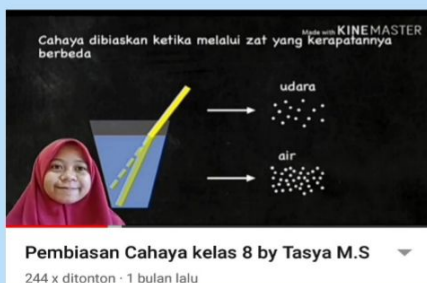 Made with KINEMASTER
Cahaya dibiaskan ketika melalui zat yang kerapatannya
berbeda
udara
air
Pembiasan Cahaya kelas 8 by Tasya M.S
244 x ditonton · 1 bulan lalu